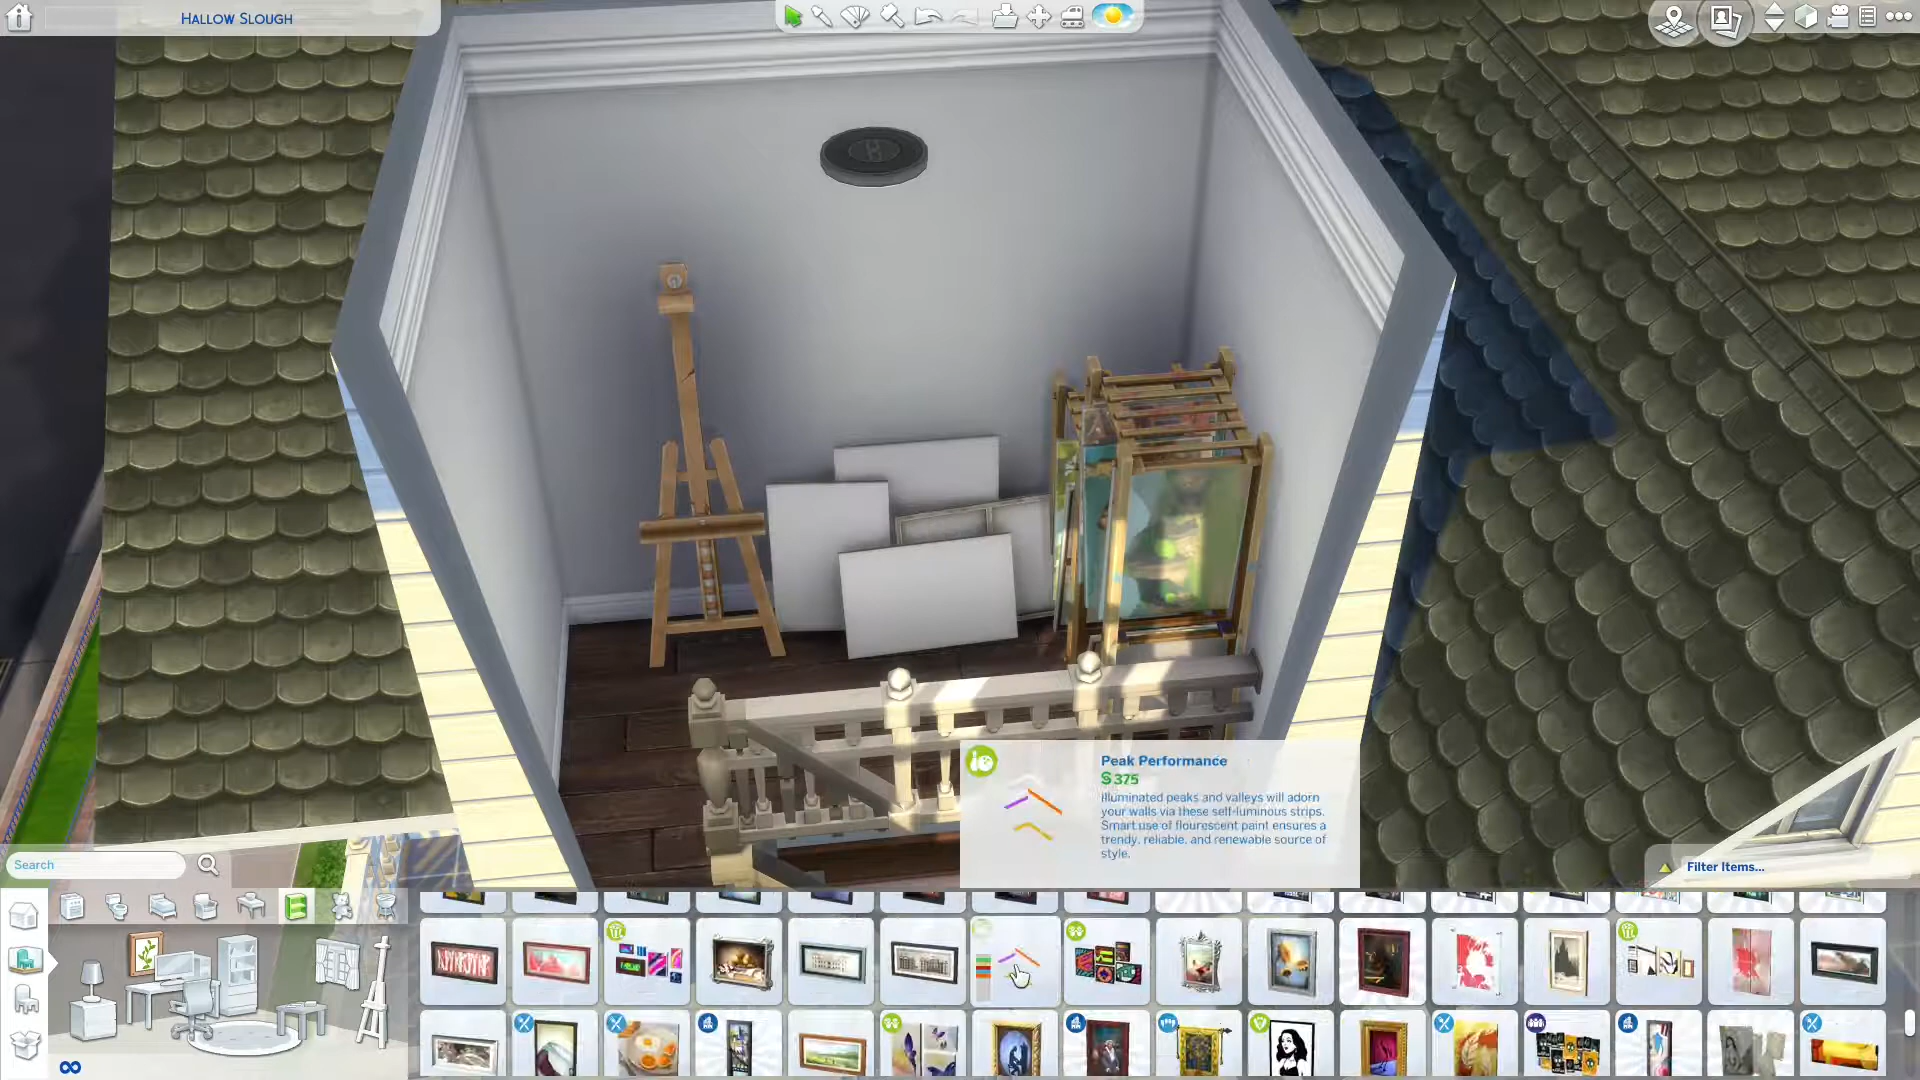 HALLOW SLOUGH
Peak Performance
§375
Illuminated peaks and valleys will adorn
your walls via these self-luminous strips.
Smart use of flourescent paint ensures a
trendy, reliable, and renewable source of
style.
Search
Filter Items...